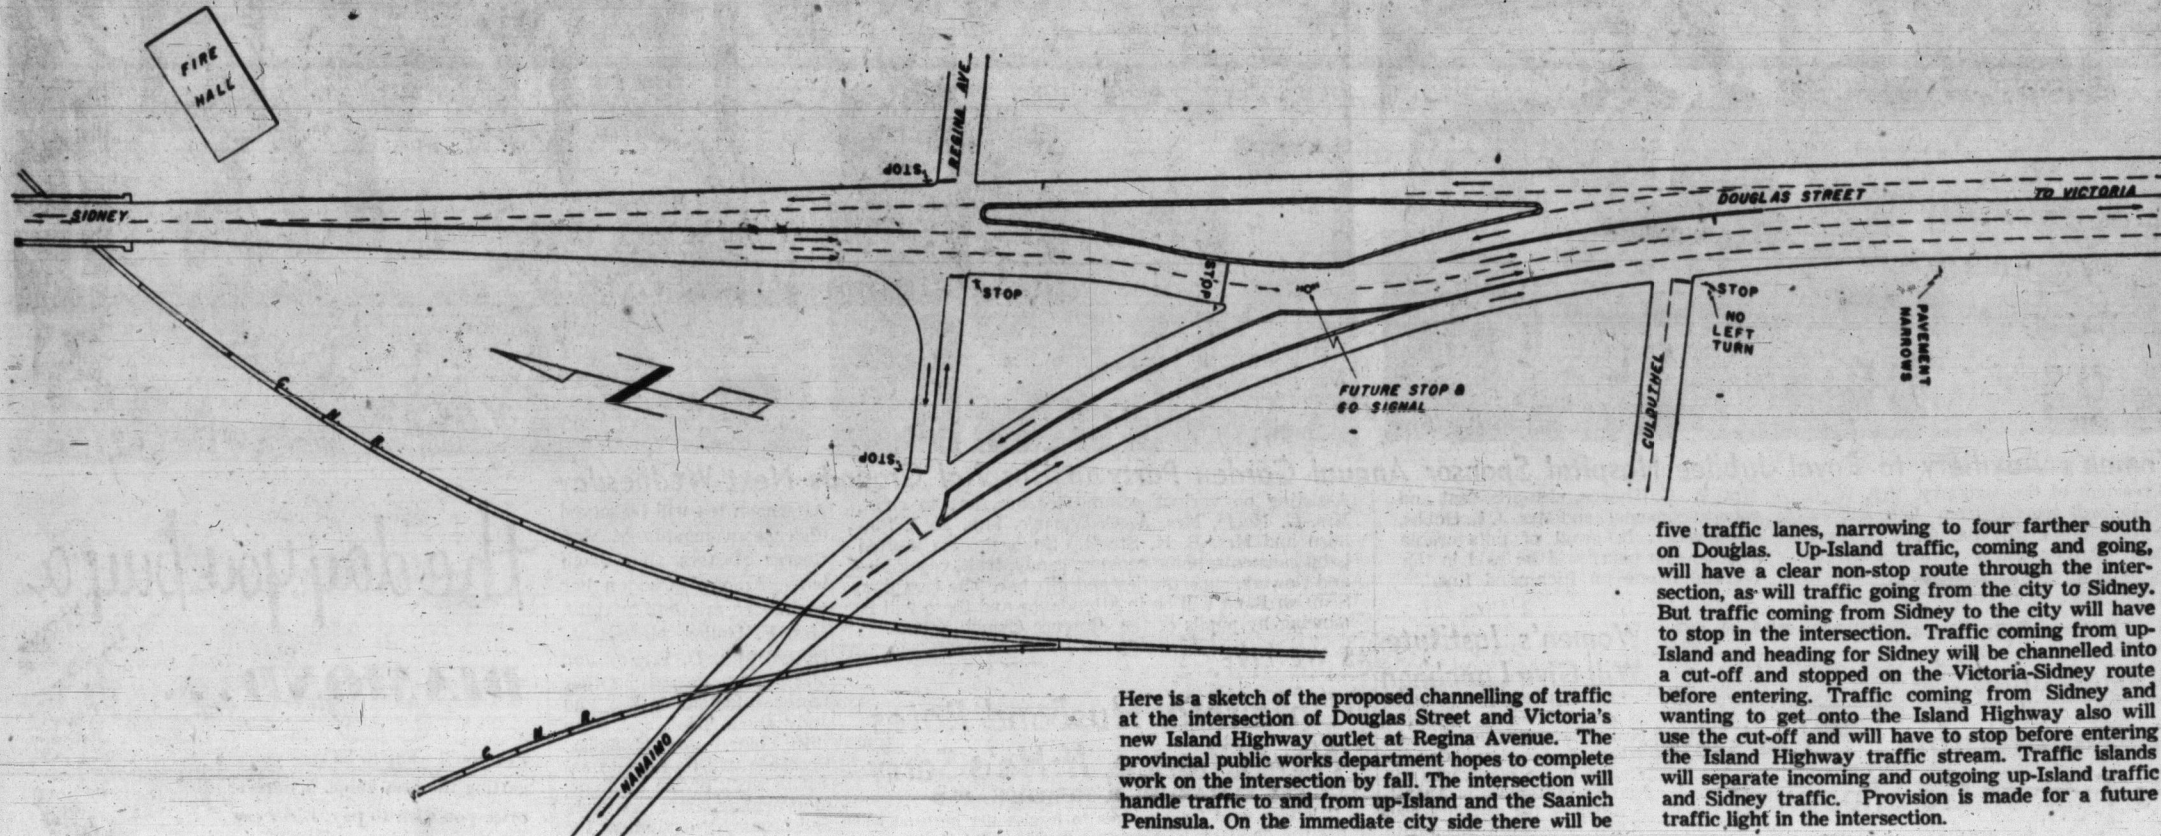 FIRE
HALL
REGINA AVE.
STOP
SIDNEY
DOUGLAS STREET
TO VICTORIA
STOP
STOP
STOP
NO
LEFT
TURN
PAVEMENT
NARROWS
FUTURE STOP &
GO SIGNAL
CULDUTHEL
C. N. R.
STOP
C. N. R.
NANAIMO
Here is a sketch of the proposed channelling of traffic
at the intersection of Douglas Street and Victoria's
new Island Highway outlet at Regina Avenue. The
provincial public works department hopes to complete
work on the intersection by fall. The intersection will
handle traffic to and from up-Island and the Saanich
Peninsula. On the immediate city side there will be
five traffic lanes, narrowing to four farther south
on Douglas. Up-Island traffic, coming and going,
will have a clear non-stop route through the inter-
section, as will traffic going from the city to Sidney.
But traffic coming from Sidney to the city will have
to stop in the intersection. Traffic coming from up-
Island and heading for Sidney will be channelled into
a cut-off and stopped on the Victoria-Sidney route
before entering. Traffic coming from Sidney and
wanting to get onto the Island Highway also will
use the cut-off and will have to stop before entering
the Island Highway traffic stream. Traffic islands
will separate incoming and outgoing up-Island traffic
and Sidney traffic. Provision is made for a future
traffic light in the intersection.